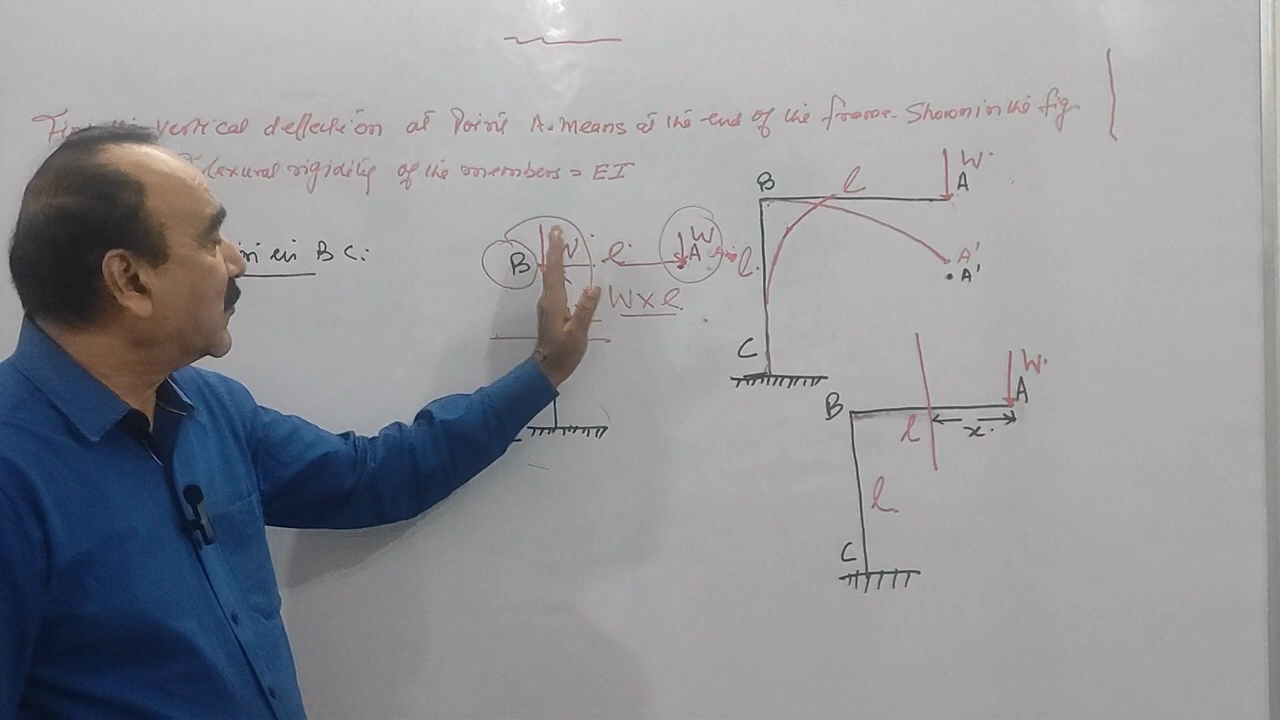 vertical deflection at Point A. means at the end of the frame. Shown in the fig.
Flexural rigidity of the members = EI
in BC:
B W l W A
W x l
B l W. A
l.
A'
A'
C
W.
B A
l x.
l
C